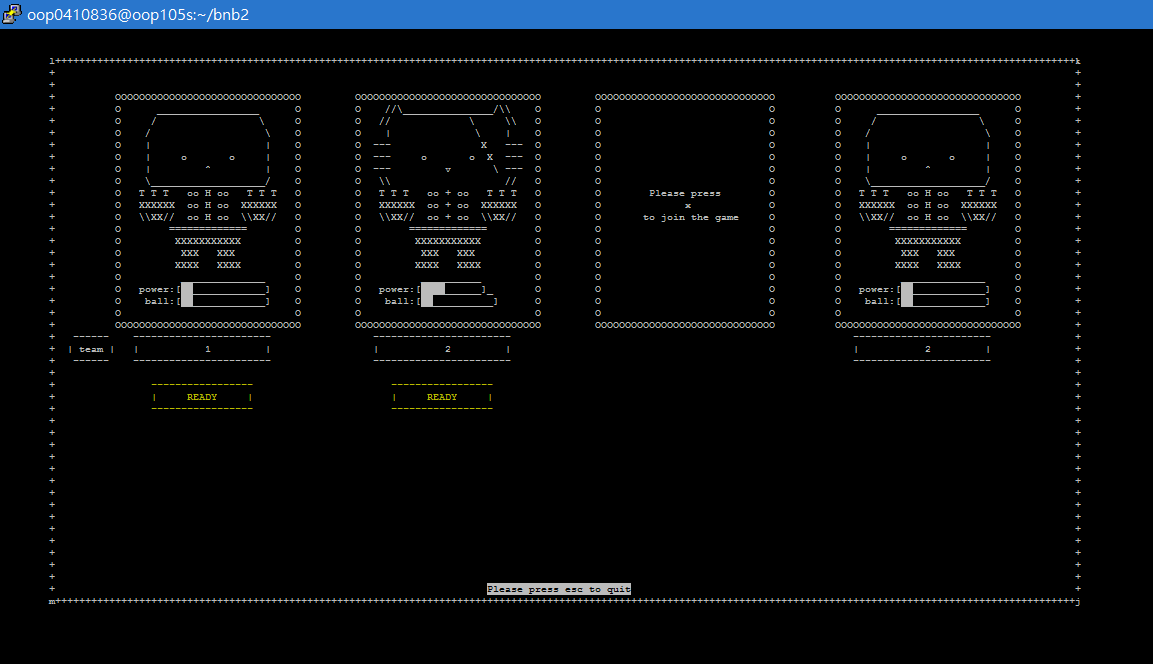 oop0410836@oop105s:~/bnb2
Please press
x
to join the game
power:[ ]
ball:[ ]
power:[ ]_
ball:[ ]
power:[ ]
ball:[ ]
| team |
| 1 |
| 2 |
| 2 |
| READY |
| READY |
Please press esc to quit